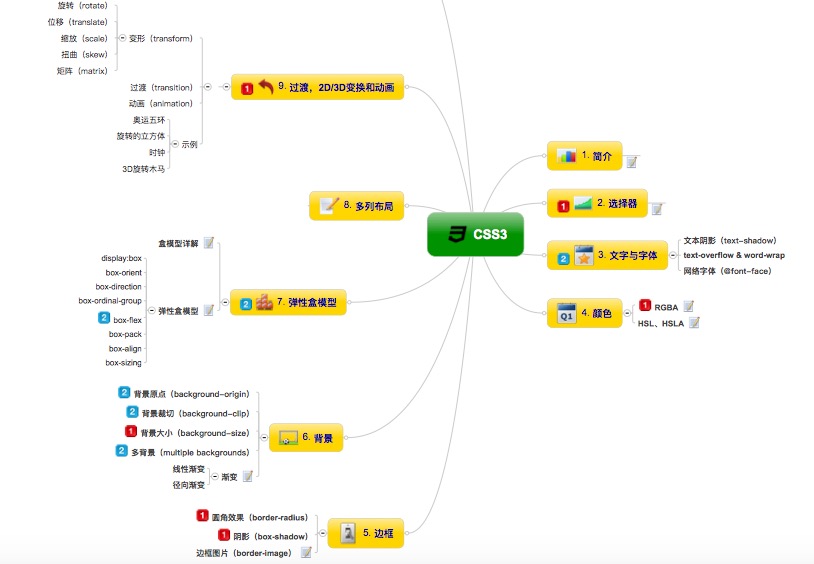 CSS3
1. 简介
1 2. 选择器
2 3. 文字与字体
文本阴影（text-shadow）
text-overflow & word-wrap
网络字体（@font-face）
Q1 4. 颜色
1 RGBA
HSL、HSLA
5. 边框
1 圆角效果（border-radius）
1 阴影（box-shadow）
边框图片（border-image）
6. 背景
2 背景原点（background-origin）
2 背景裁切（background-clip）
1 背景大小（background-size）
2 多背景（multiple backgrounds）
渐变
线性渐变
径向渐变
2 7. 弹性盒模型
盒模型详解
弹性盒模型
display:box
box-orient
box-direction
box-ordinal-group
2 box-flex
box-pack
box-align
box-sizing
8. 多列布局
1 9. 过渡，2D/3D变换和动画
变形（transform）
旋转（rotate）
位移（translate）
缩放（scale）
扭曲（skew）
矩阵（matrix）
过渡（transition）
动画（animation）
示例
奥运五环
旋转的立方体
时钟
3D旋转木马